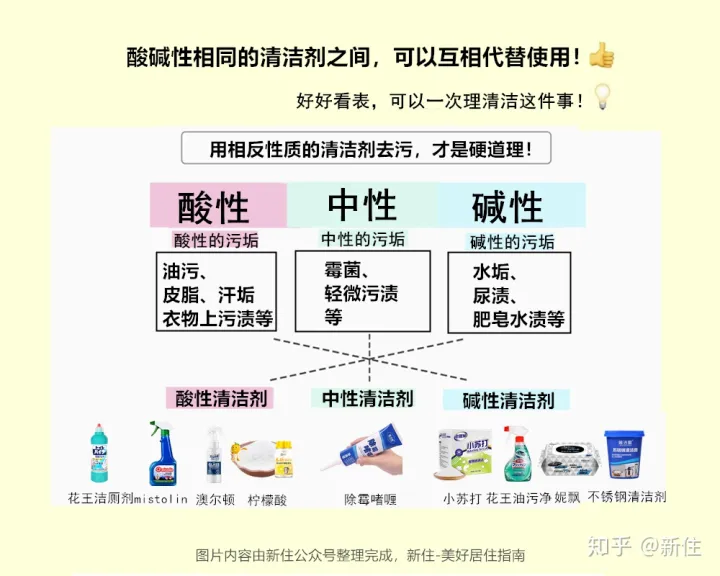 酸碱性相同的清洁剂之间，可以互相代替使用！
好好看表，可以一次理清洁这件事！
用相反性质的清洁剂去污，才是硬道理！
酸性 中性 碱性
酸性的污垢 中性的污垢 碱性的污垢
油污、
皮脂、汗垢
衣物上污渍等
霉菌、
轻微污渍
等
水垢、
尿渍、
肥皂水渍等
酸性清洁剂 中性清洁剂 碱性清洁剂
小苏打
花王洁厕剂 mistolin 澳尔顿 柠檬酸 除霉啫喱 小苏打 花王油污净 妮飘 不锈钢清洁剂
图片内容由新住公众号整理完成，新住-美好居住指南
知乎 @新住